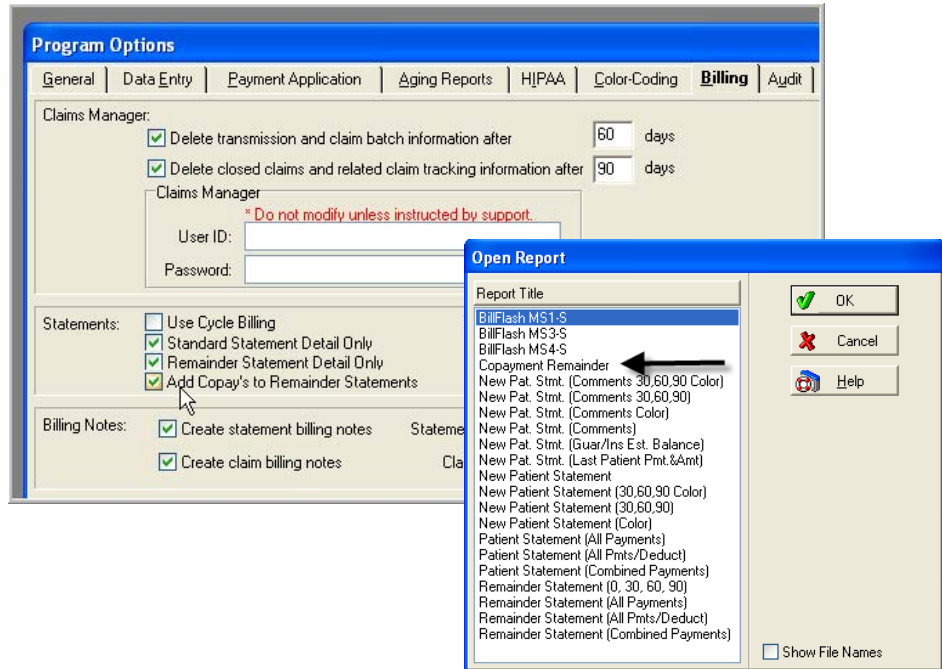 Program Options
General Data Entry Payment Application Aging Reports HIPAA Color-Coding Billing Audit
Claims Manager:
Delete transmission and claim batch information after 60 days
Delete closed claims and related claim tracking information after 90 days
Claims Manager
* Do not modify unless instructed by support.
User ID:
Password:
Statements:
Use Cycle Billing
Standard Statement Detail Only
Remainder Statement Detail Only
Add Copay's to Remainder Statements
Billing Notes:
Create statement billing notes
Create claim billing notes
Open Report
Report Title
BillFlash MS1-S
BillFlash MS3-S
BillFlash MS4-S
Copayment Remainder
New Pat. Stmt. (Comments 30,60,90 Color)
New Pat. Stmt. (Comments 30,60,90)
New Pat. Stmt. (Comments Color)
New Pat. Stmt. (Comments)
New Pat. Stmt. (Guar/Ins Est. Balance)
New Pat. Stmt. (Last Patient Pmt.&Amt)
New Patient Statement
New Patient Statement (30,60,90 Color)
New Patient Statement (30,60,90)
New Patient Statement (Color)
Patient Statement (All Payments)
Patient Statement (All Pmts/Deduct)
Patient Statement (Combined Payments)
Remainder Statement (0, 30, 60, 90)
Remainder Statement (All Payments)
Remainder Statement (All Pmts/Deduct)
Remainder Statement (Combined Payments)
OK
Cancel
Help
Show File Names